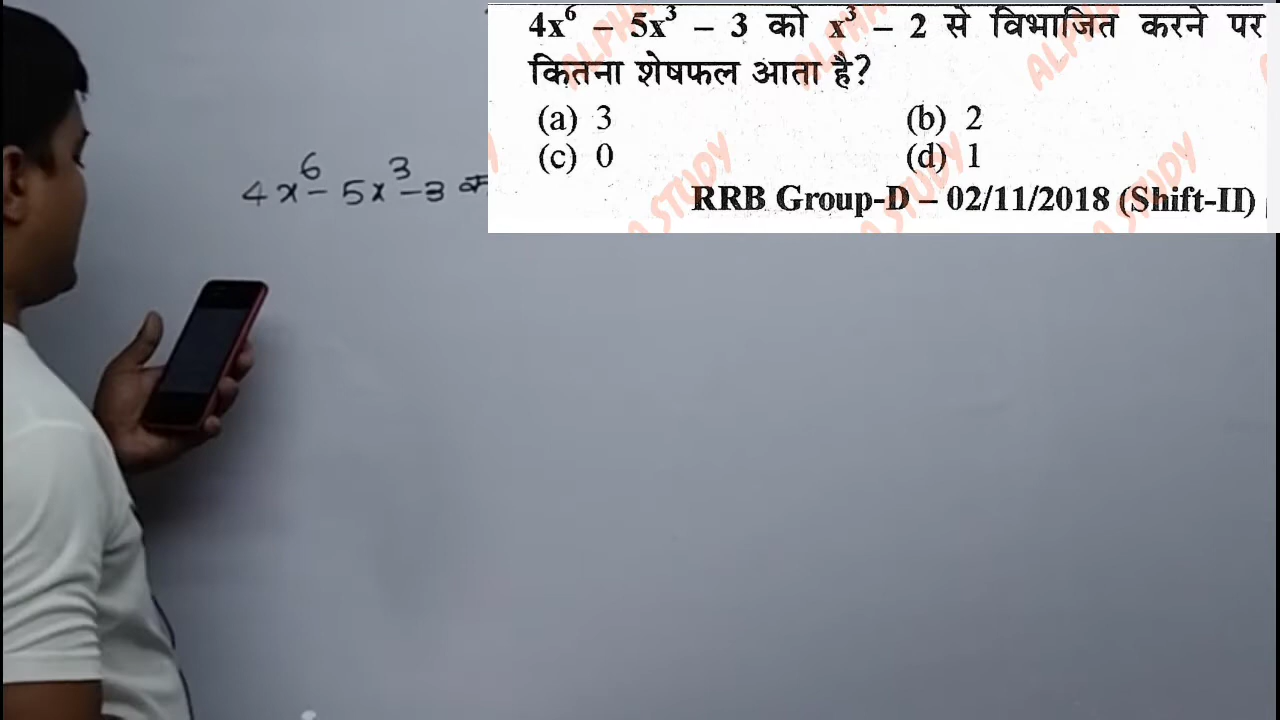 4x⁶ – 5x³ – 3 को x³ – 2 से विभाजित करने पर
कितना शेषफल आता है?
(a) 3 (b) 2
(c) 0 (d) 1
RRB Group-D – 02/11/2018 (Shift-II)
4x⁶ – 5x³ – 3